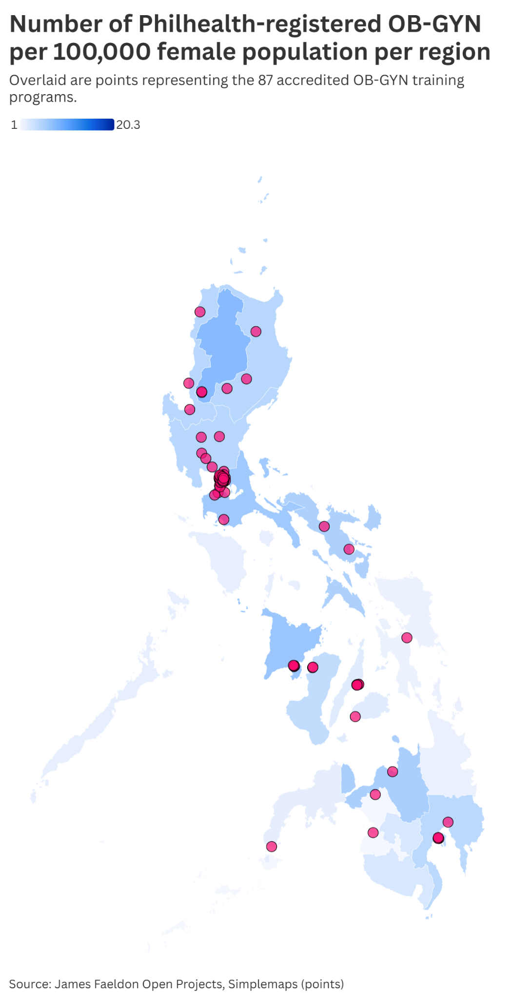 Number of Philhealth-registered OB-GYN
per 100,000 female population per region
Overlaid are points representing the 87 accredited OB-GYN training
programs.
1 20.3
Source: James Faeldon Open Projects, Simplemaps (points)